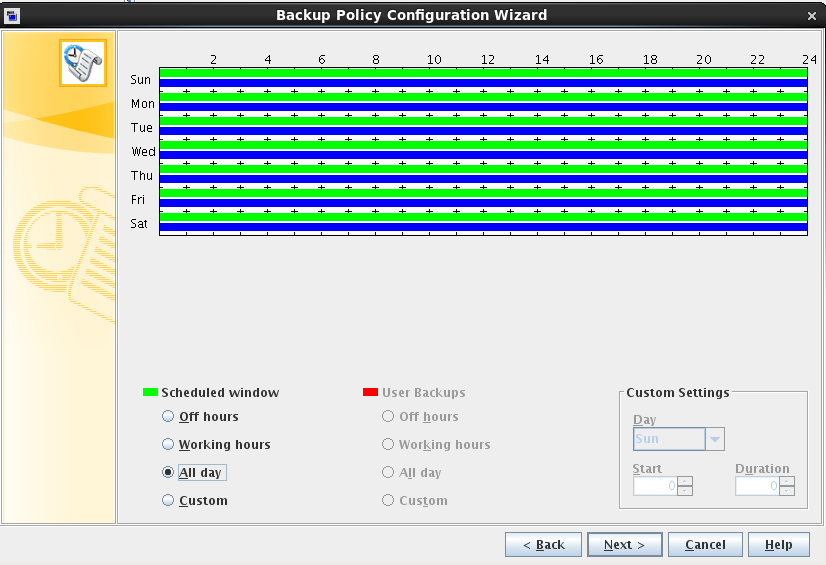 Backup Policy Configuration Wizard
2 4 6 8 10 12 14 16 18 20 22 24
Sun
Mon
Tue
Wed
Thu
Fri
Sat
Scheduled window User Backups Custom Settings
Off hours Off hours Day
Working hours Working hours Sun
All day All day Start Duration
0 0
Custom Custom
< Back Next > Cancel Help